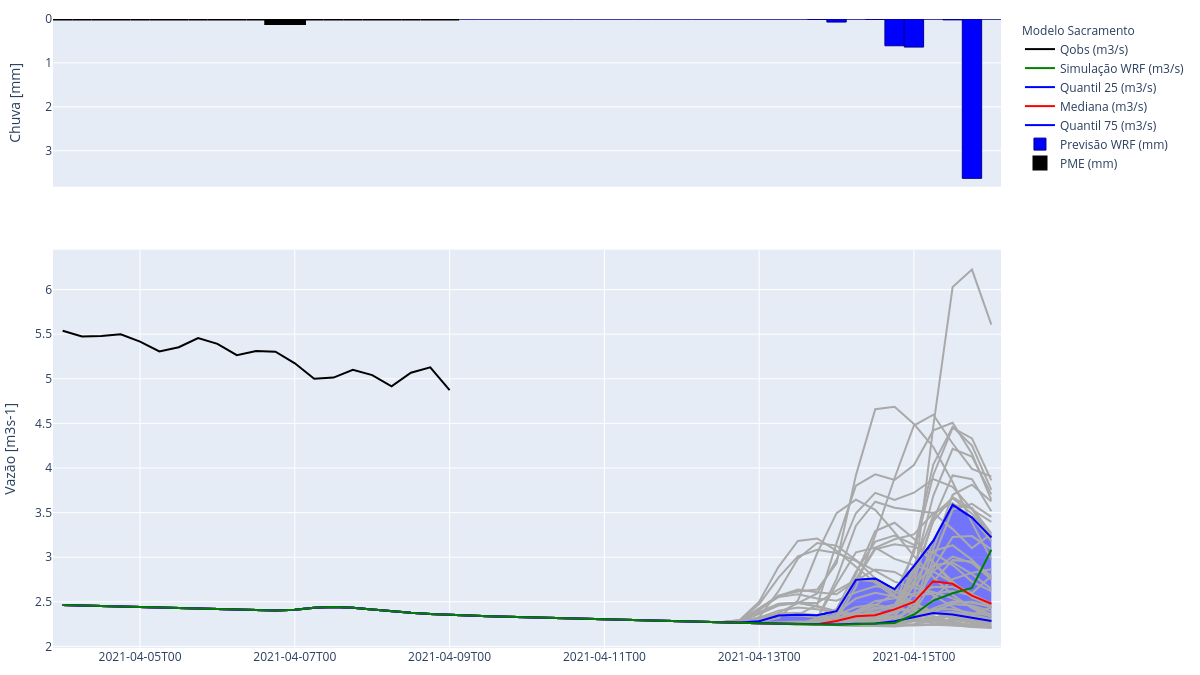 0
1
2
3
Chuva [mm]
Modelo Sacramento
Qobs (m3/s)
Simulação WRF (m3/s)
Quantil 25 (m3/s)
Mediana (m3/s)
Quantil 75 (m3/s)
Previsão WRF (mm)
PME (mm)
6
5.5
5
4.5
4
3.5
3
2.5
2
Vazão [m3s-1]
2021-04-05T00
2021-04-07T00
2021-04-09T00
2021-04-11T00
2021-04-13T00
2021-04-15T00